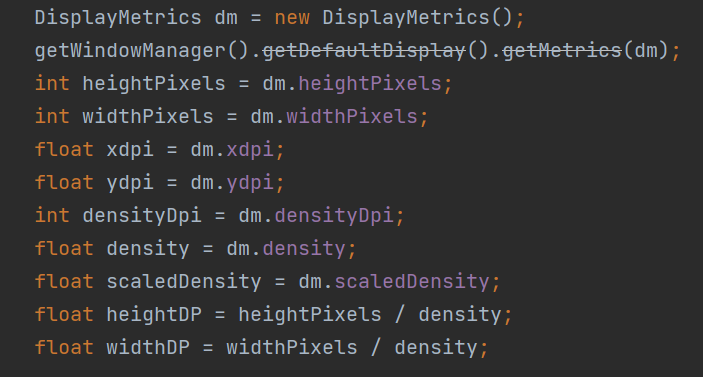 DisplayMetrics dm = new DisplayMetrics();
getWindowManager().getDefaultDisplay().getMetrics(dm);
int heightPixels = dm.heightPixels;
int widthPixels = dm.widthPixels;
float xdpi = dm.xdpi;
float ydpi = dm.ydpi;
int densityDpi = dm.densityDpi;
float density = dm.density;
float scaledDensity = dm.scaledDensity;
float heightDP = heightPixels / density;
float widthDP = widthPixels / density;